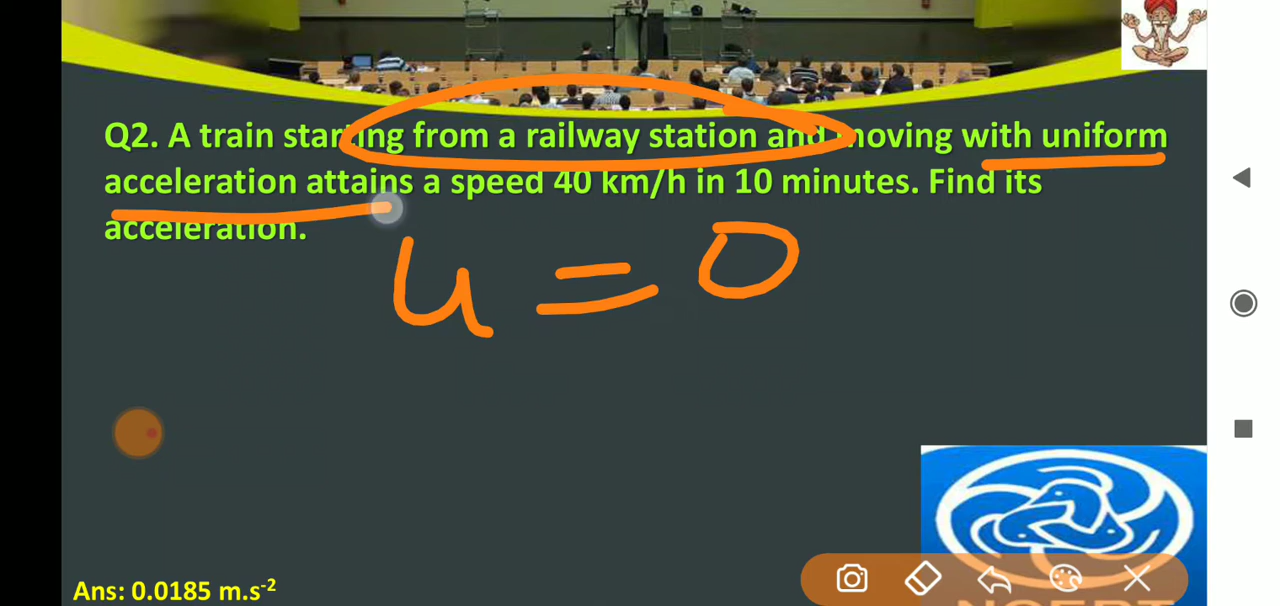 Q2. A train starting from a railway station and moving with uniform
acceleration attains a speed 40 km/h in 10 minutes. Find its
acceleration.
u = 0
Ans: 0.0185 m.s⁻²